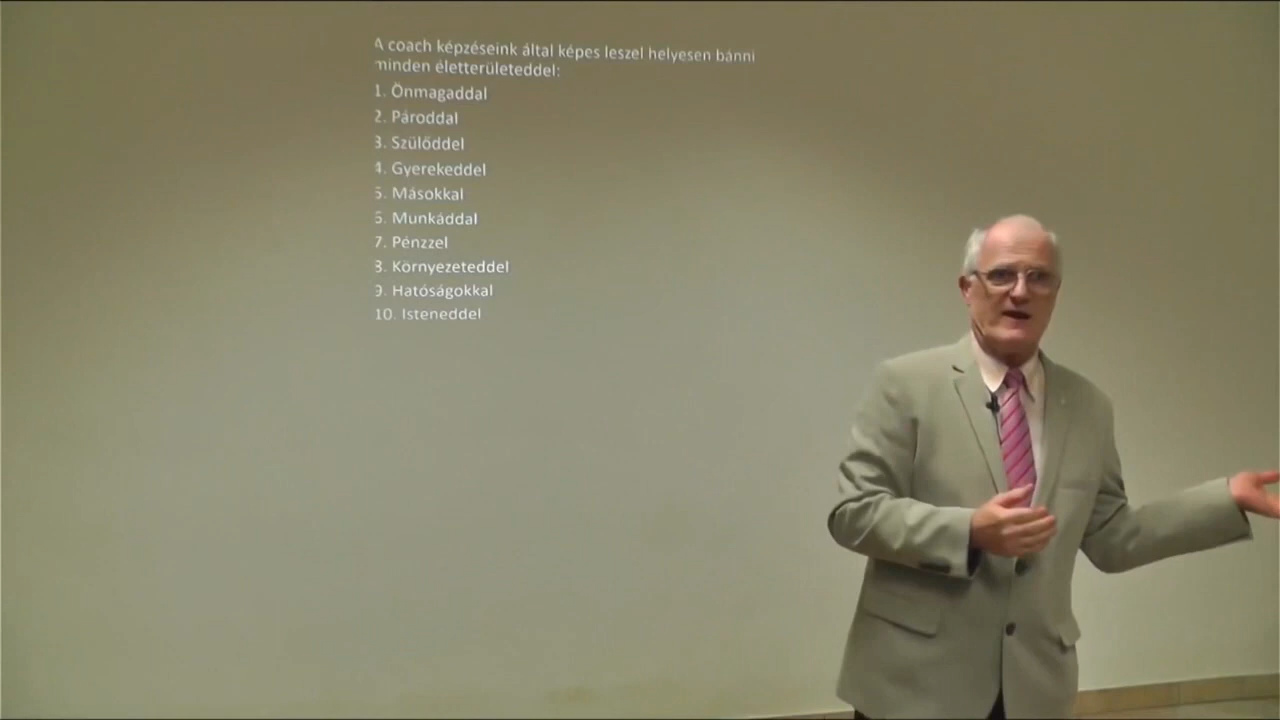 A coach képzéseink által képes leszel helyesen bánni
minden életterületeddel:
1. Önmagaddal
2. Pároddal
3. Szülőddel
4. Gyerekeddel
5. Másokkal
6. Munkáddal
7. Pénzzel
8. Környezeteddel
9. Hatóságokkal
10. Isteneddel